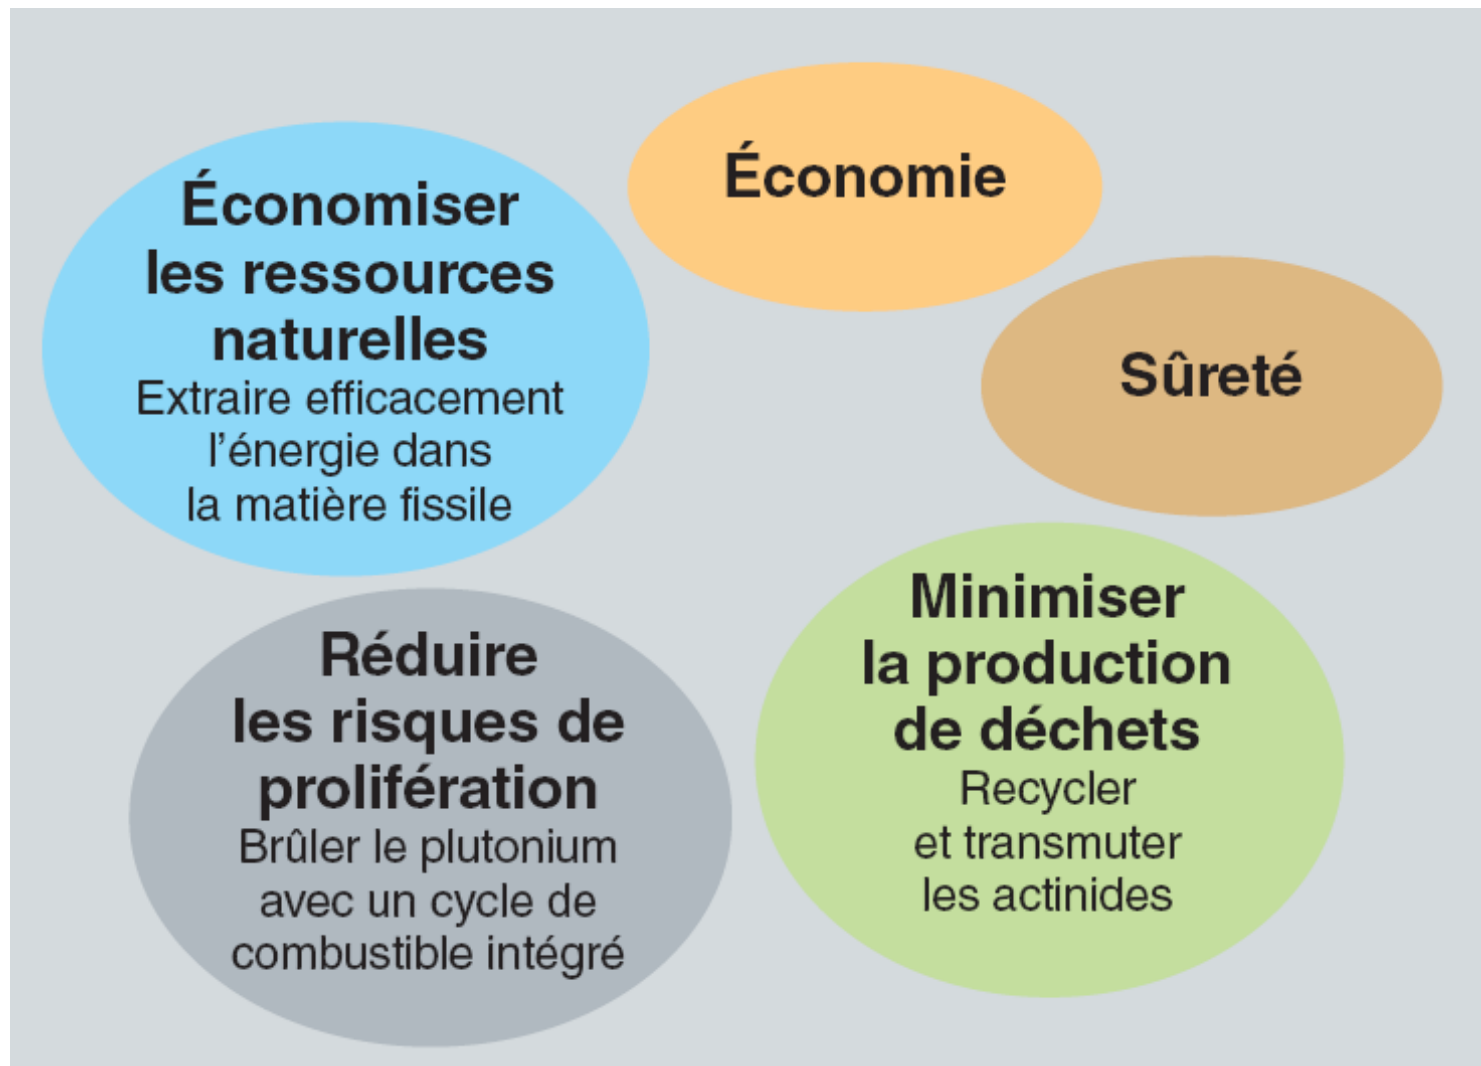 Économiser
les ressources
naturelles
Extraire efficacement
l’énergie dans
la matière fissile
Économie
Sûreté
Réduire
les risques de
prolifération
Brûler le plutonium
avec un cycle de
combustible intégré
Minimiser
la production
de déchets
Recycler
et transmuter
les actinides